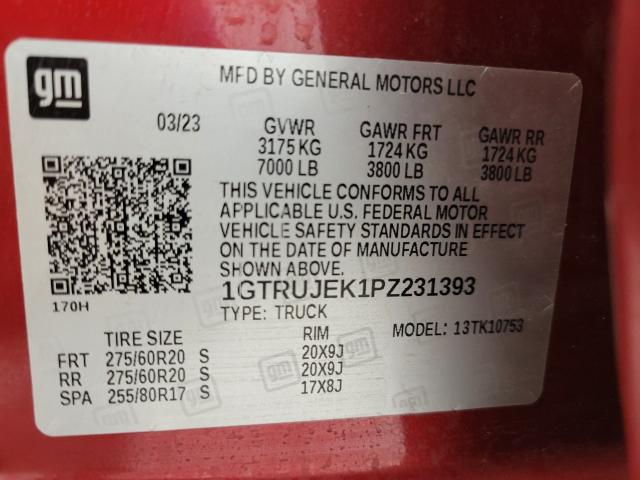 gm
MFD BY GENERAL MOTORS LLC
03/23 GVWR GAWR FRT GAWR RR
3175 KG 1724 KG 1724 KG
7000 LB 3800 LB 3800 LB
THIS VEHICLE CONFORMS TO ALL
APPLICABLE U.S. FEDERAL MOTOR
VEHICLE SAFETY STANDARDS IN EFFECT
ON THE DATE OF MANUFACTURE
SHOWN ABOVE.
170H
1GTRUJEK1PZ231393
TYPE: TRUCK MODEL: 13TK10753
TIRE SIZE RIM
FRT 275/60R20 S 20X9J
RR 275/60R20 S 20X9J
SPA 255/80R17 S 17X8J